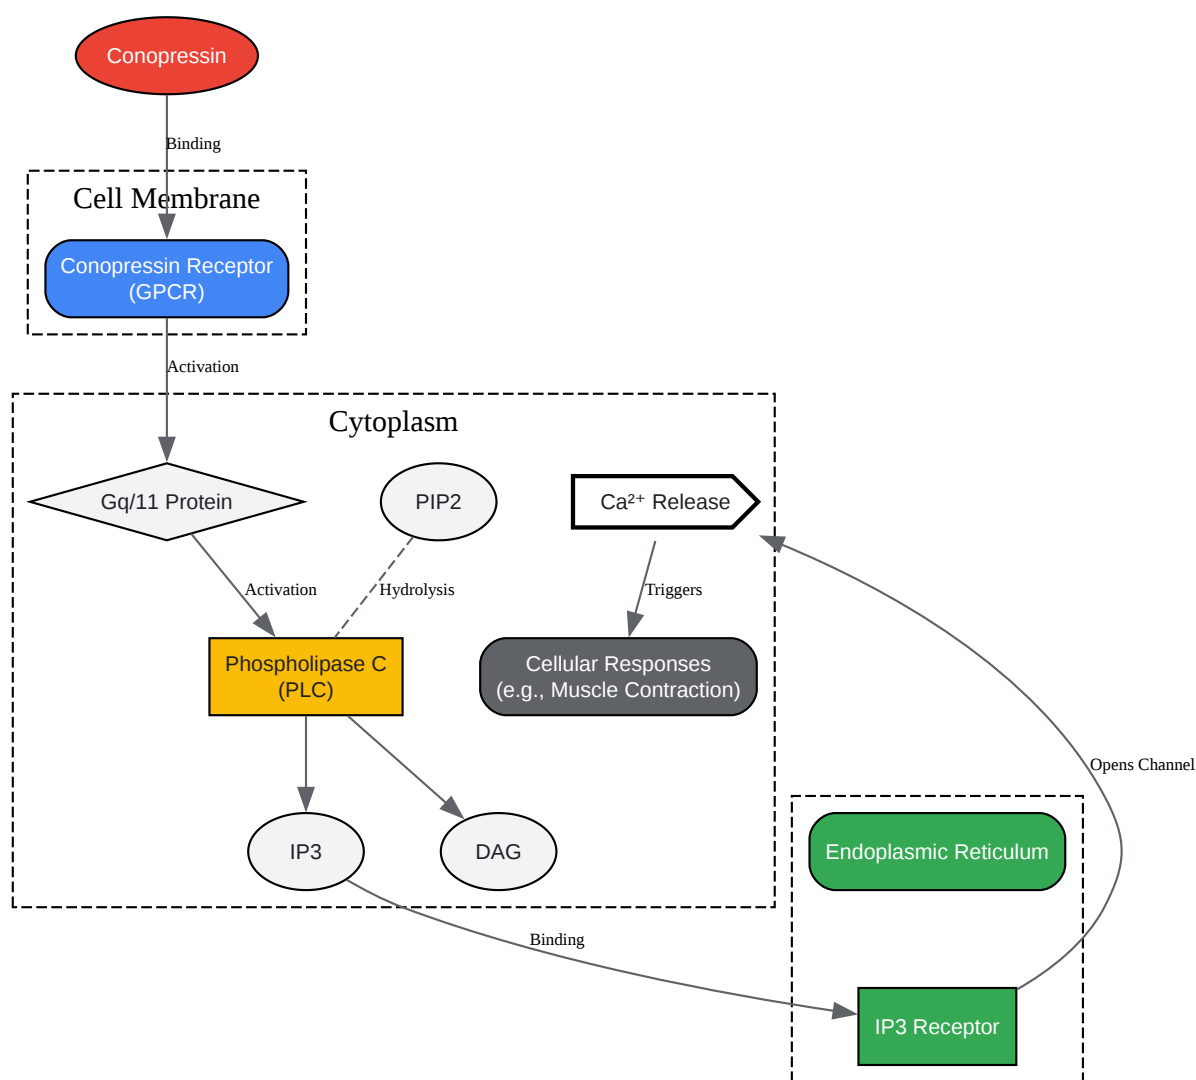 Conopressin
Binding
Cell Membrane
Conopressin Receptor
(GPCR)
Activation
Cytoplasm
Gq/11 Protein
PIP2
Ca²⁺ Release
Activation
Hydrolysis
Triggers
Phospholipase C
(PLC)
Cellular Responses
(e.g., Muscle Contraction)
Opens Channel
IP3
DAG
Endoplasmic Reticulum
Binding
IP3 Receptor